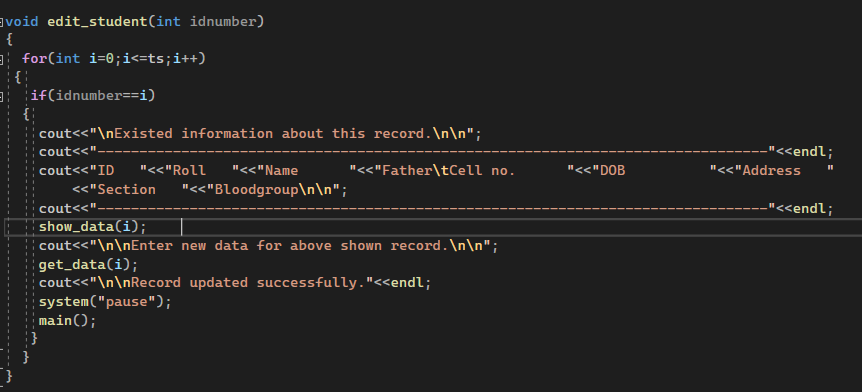 void edit_student(int idnumber)
{
for(int i=0;i<=ts;i++)
{
if(idnumber==i)
{
cout<<"\nExisted information about this record.\n\n";
cout<<"--------------------------------------------------------------------------------"<<endl;
cout<<"ID   "<<"Roll   "<<"Name      "<<"Father\tCell no.      "<<"DOB          "<<"Address   "
<<"Section   "<<"Bloodgroup\n\n";
cout<<"--------------------------------------------------------------------------------"<<endl;
show_data(i);
cout<<"\n\nEnter new data for above shown record.\n\n";
get_data(i);
cout<<"\n\nRecord updated successfully."<<endl;
system("pause");
main();
}
}
}